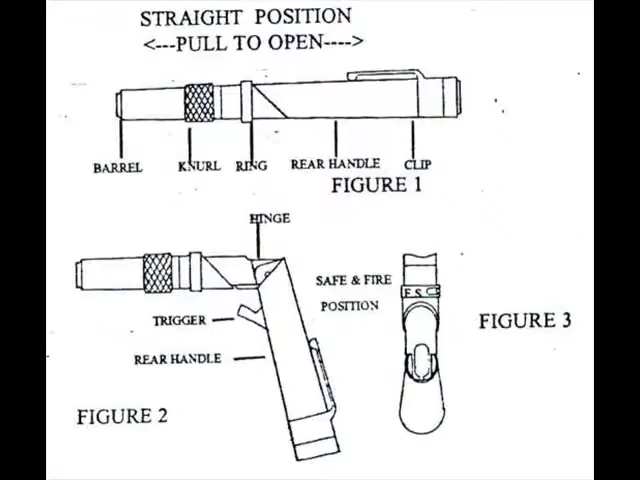 STRAIGHT POSITION
<---PULL TO OPEN---->
BARREL
KNURL
RING
REAR HANDLE
CLIP
FIGURE 1
HINGE
SAFE & FIRE
POSITION
F S
TRIGGER
FIGURE 3
REAR HANDLE
FIGURE 2